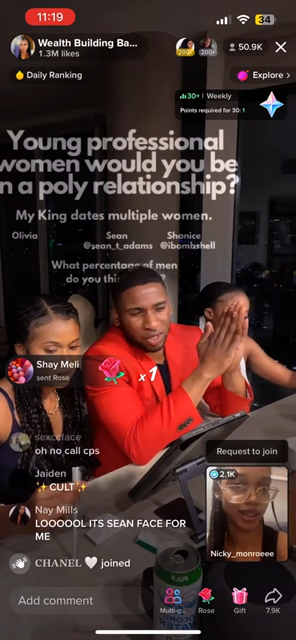 11:19
34
Wealth Building Ba...
1.3M likes
200+
200+
50.9K
Daily Ranking
Explore >
30+ | Weekly
Points required for 30: 1
Young professional
women would you be
n a poly relationship?
My King dates multiple women.
Olivia Sean Shanice
@sean_t_adams @ibombshell
What percentage of men
do you thi
Shay Meli
sent Rose
x1
oh no call cps
Jaiden
✨CULT✨
Nay Mills
LOOOOOL ITS SEAN FACE FOR
ME
CHANEL 🤍 joined
Request to join
2.1K
Nicky_monroeee
Add comment
Multi-g...
Rose
Gift
7.9K